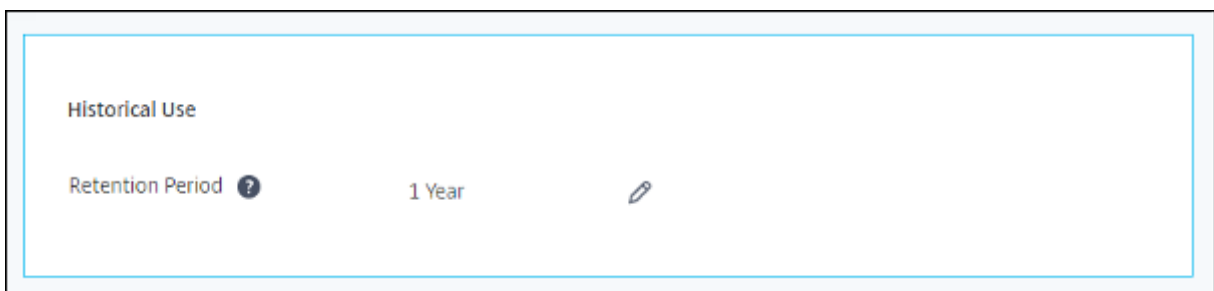 Historical Use
Retention Period ? 1 Year